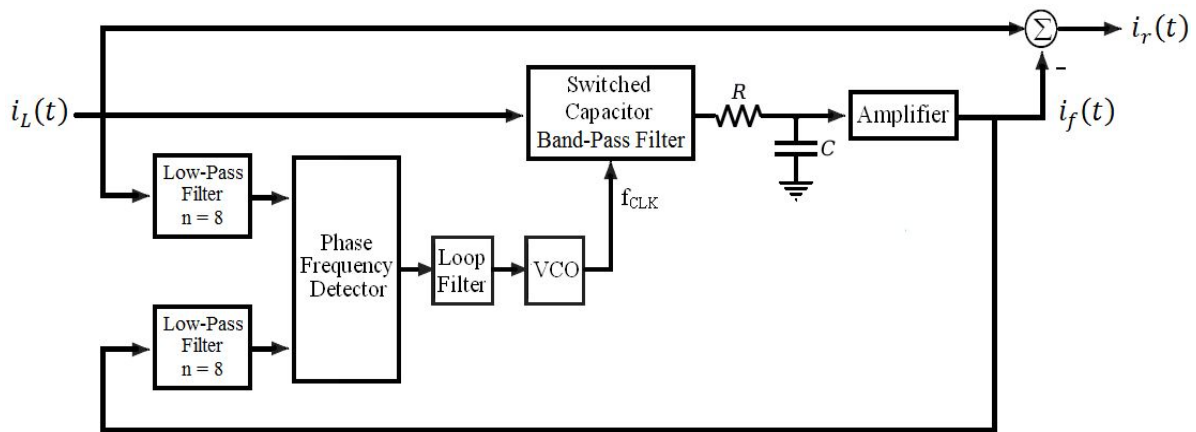 i_r(t)
i_L(t)
Switched
Capacitor
Band-Pass Filter
R
C
Amplifier
-
i_f(t)
Σ
Low-Pass
Filter
n = 8
f_CLK
Phase
Frequency
Detector
Loop
Filter
VCO
Low-Pass
Filter
n = 8